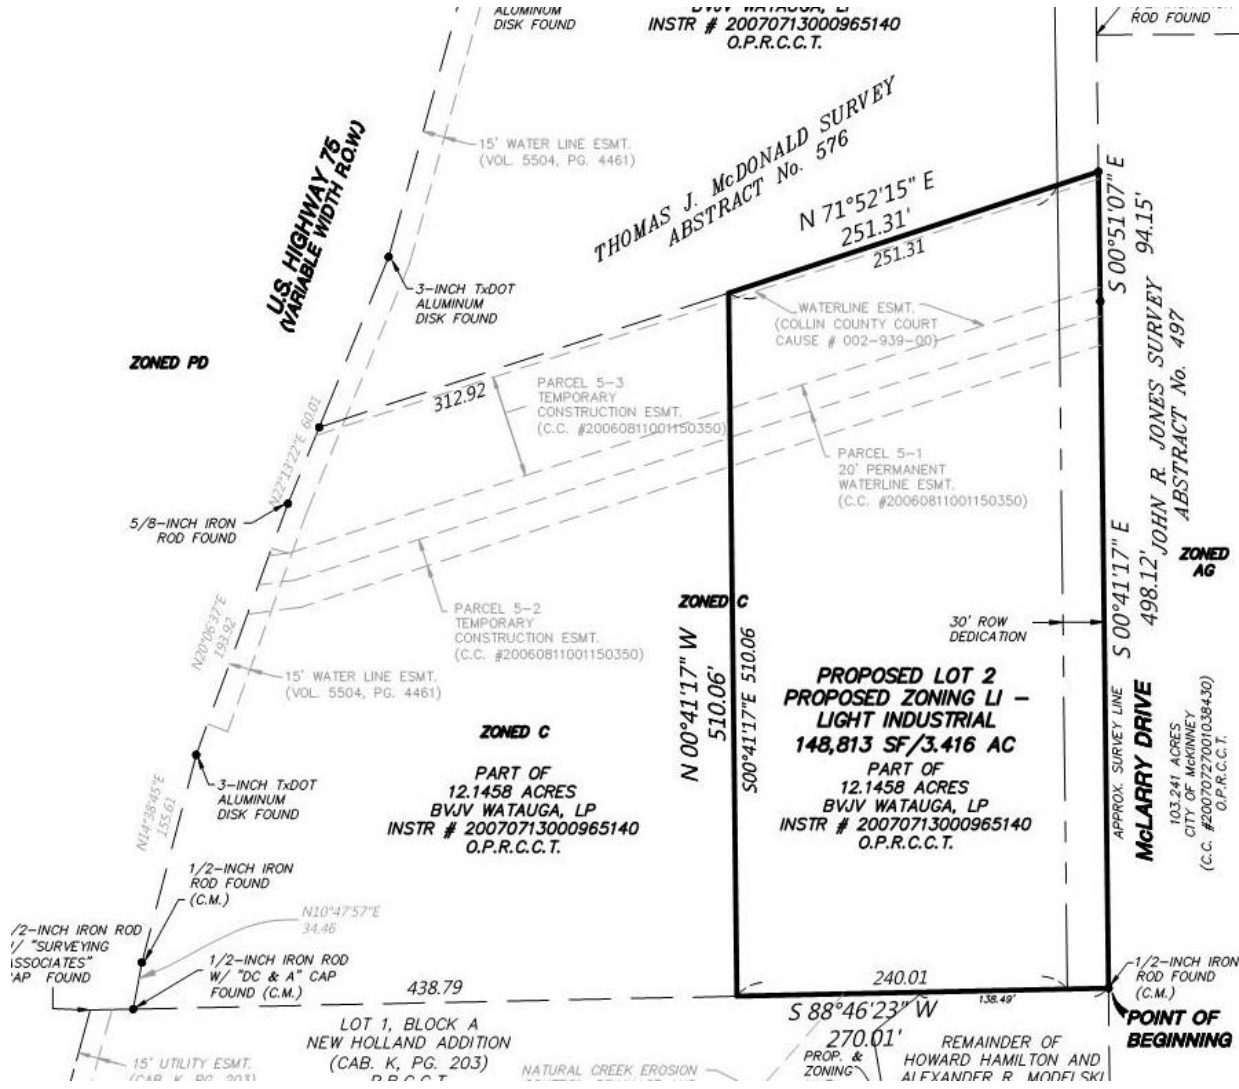 ALUMINUM
DISK FOUND
BVJV WATAUGA, LP
INSTR # 20070713000965140
O.P.R.C.C.T.
ROD FOUND
15' WATER LINE ESMT.
(VOL. 5504, PG. 4461)
U.S. HIGHWAY 75
(VARIABLE WIDTH R.O.W.)
THOMAS J. McDONALD SURVEY
ABSTRACT No. 576
N 71°52'15" E
251.31'
251.31
S 00°51'07" E
94.15'
3-INCH TxDOT
ALUMINUM
DISK FOUND
WATERLINE ESMT.
(COLLIN COUNTY COURT
CAUSE # 002-939-00)
JOHN R. JONES SURVEY
ABSTRACT No. 497
ZONED PD
312.92
PARCEL 5-3
TEMPORARY
CONSTRUCTION ESMT.
(C.C. #20060811001150350)
N22°13'22"E 60.01
PARCEL 5-1
20' PERMANENT
WATERLINE ESMT.
(C.C. #20060811001150350)
5/8-INCH IRON
ROD FOUND
ZONED
AG
S 00°41'17" E
498.12'
ZONED C
PARCEL 5-2
TEMPORARY
CONSTRUCTION ESMT.
(C.C. #20060811001150350)
N20°06'37"E
193.92
30' ROW
DEDICATION
N 00°41'17" W
510.06'
S00°41'17"E 510.06
15' WATER LINE ESMT.
(VOL. 5504, PG. 4461)
PROPOSED LOT 2
PROPOSED ZONING LI -
LIGHT INDUSTRIAL
148,813 SF/3.416 AC
PART OF
12.1458 ACRES
BVJV WATAUGA, LP
INSTR # 20070713000965140
O.P.R.C.C.T.
ZONED C
PART OF
12.1458 ACRES
BVJV WATAUGA, LP
INSTR # 20070713000965140
O.P.R.C.C.T.
APPROX. SURVEY LINE
McLARRY DRIVE
103.241 ACRES
CITY OF McKINNEY
(C.C. #20070727001038430)
O.P.R.C.C.T.
3-INCH TxDOT
ALUMINUM
DISK FOUND
N14°38'45"E
155.61
1/2-INCH IRON
ROD FOUND
(C.M.)
N10°47'57"E
34.46
/2-INCH IRON ROD
/ "SURVEYING
ASSOCIATES"
AP FOUND
1/2-INCH IRON ROD
W/ "DC & A" CAP
FOUND (C.M.)
438.79
240.01
138.49'
S 88°46'23" W
270.01'
1/2-INCH IRON
ROD FOUND
(C.M.)
POINT OF
BEGINNING
LOT 1, BLOCK A
NEW HOLLAND ADDITION
(CAB. K, PG. 203)
P.R.C.C.T.
15' UTILITY ESMT.
(CAB. K, PG. 203)
NATURAL CREEK EROSION
PROP. &
ZONING
REMAINDER OF
HOWARD HAMILTON AND
ALEXANDER R. MODELSKI